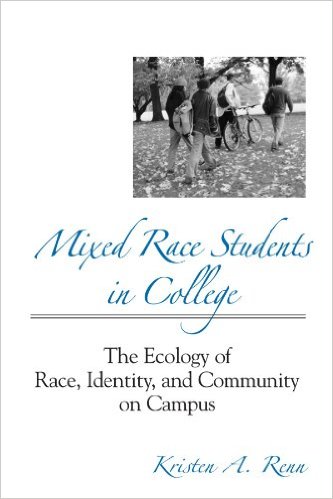 Mixed Race Students
in College
The Ecology of
Race, Identity, and Community
on Campus
Kristen A. Renn